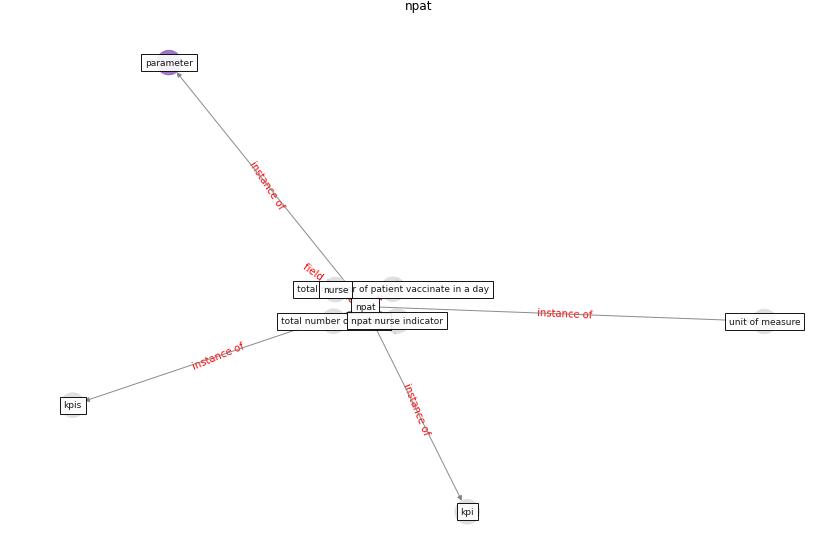 npat
parameter
instance of
field
total
nurse
r of patient vaccinate in a day
npat
instance of
unit of measure
total number
npat nurse indicator
instance of
kpis
instance of
kpi